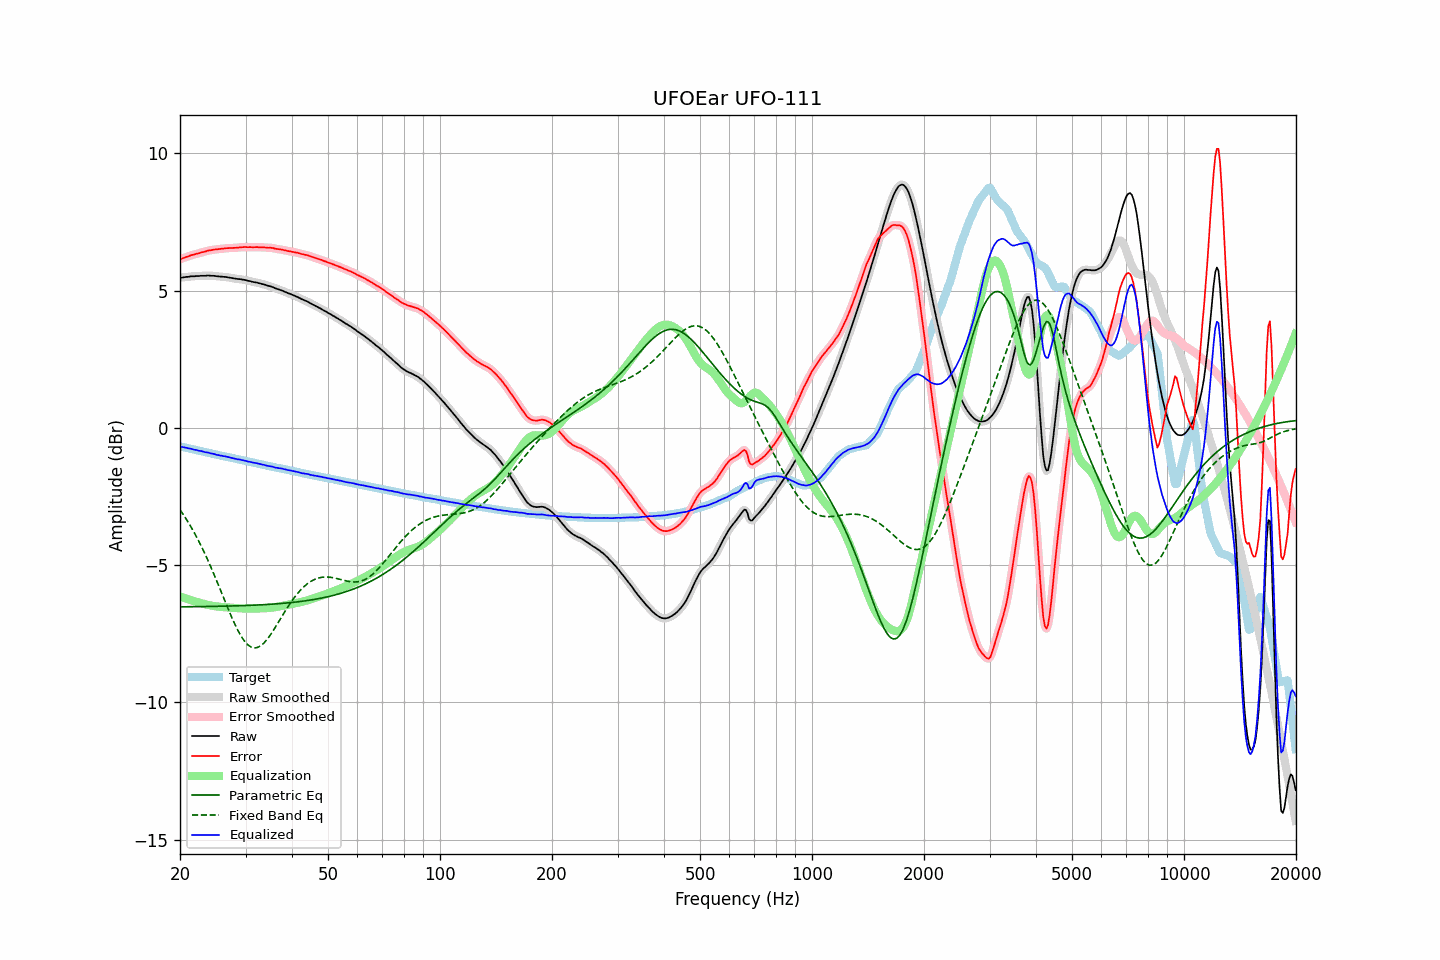 UFOEar UFO-111
Amplitude (dBr)
10
5
0
−5
−10
−15
Target
Raw Smoothed
Error Smoothed
Raw
Error
Equalization
Parametric Eq
Fixed Band Eq
Equalized
20 50 100 200 500 1000 2000 5000 10000 20000
Frequency (Hz)